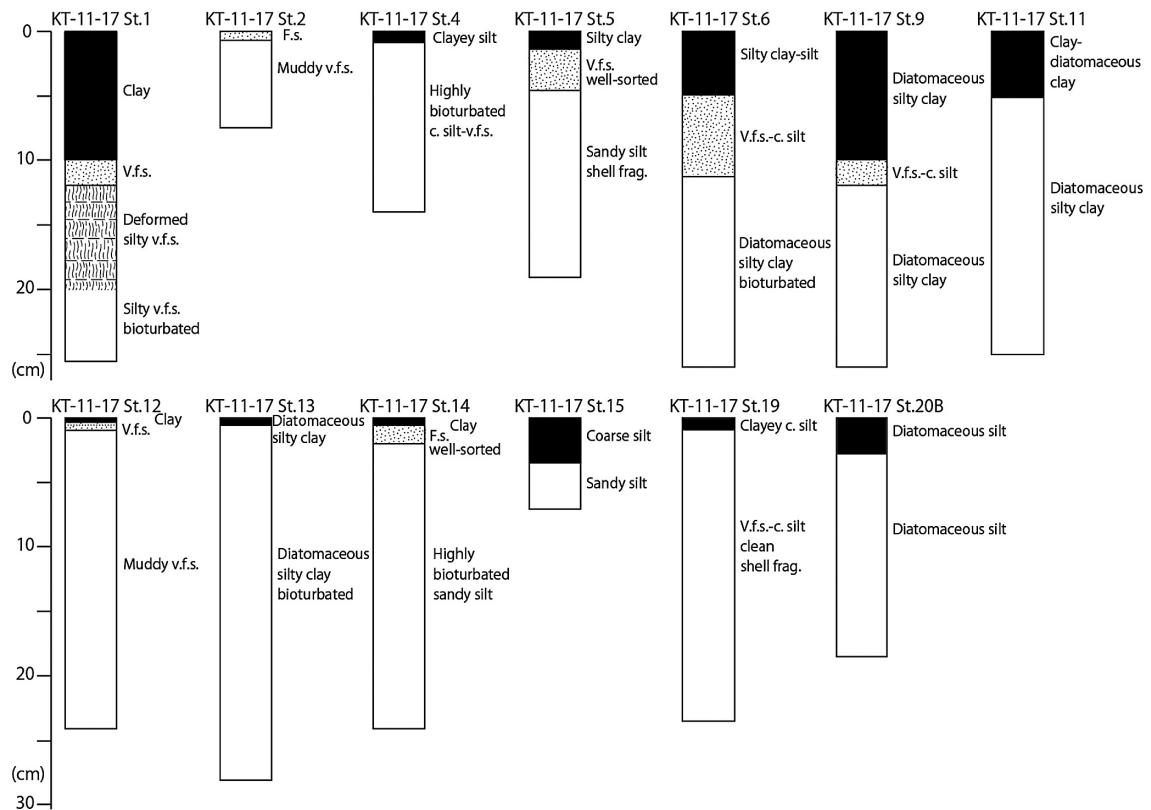 KT-11-17 St.1
KT-11-17 St.2
KT-11-17 St.4
KT-11-17 St.5
KT-11-17 St.6
KT-11-17 St.9
KT-11-17 St.11
0
10
20
(cm)
Clay
V.f.s.
Deformed
silty v.f.s.
Silty v.f.s.
bioturbated
F.s.
Muddy v.f.s.
Clayey silt
Highly
bioturbated
c. silt-v.f.s.
Silty clay
V.f.s.
well-sorted
Sandy silt
shell frag.
Silty clay-silt
V.f.s.-c. silt
Diatomaceous
silty clay
bioturbated
Diatomaceous
silty clay
V.f.s.-c. silt
Diatomaceous
silty clay
Clay-
diatomaceous
clay
Diatomaceous
silty clay
KT-11-17 St.12
KT-11-17 St.13
KT-11-17 St.14
KT-11-17 St.15
KT-11-17 St.19
KT-11-17 St.20B
0
10
20
(cm)
30
Clay
V.f.s.
Muddy v.f.s.
Diatomaceous
silty clay
Diatomaceous
silty clay
bioturbated
Clay
F.s.
well-sorted
Highly
bioturbated
sandy silt
Coarse silt
Sandy silt
Clayey c. silt
V.f.s.-c. silt
clean
shell frag.
Diatomaceous silt
Diatomaceous silt